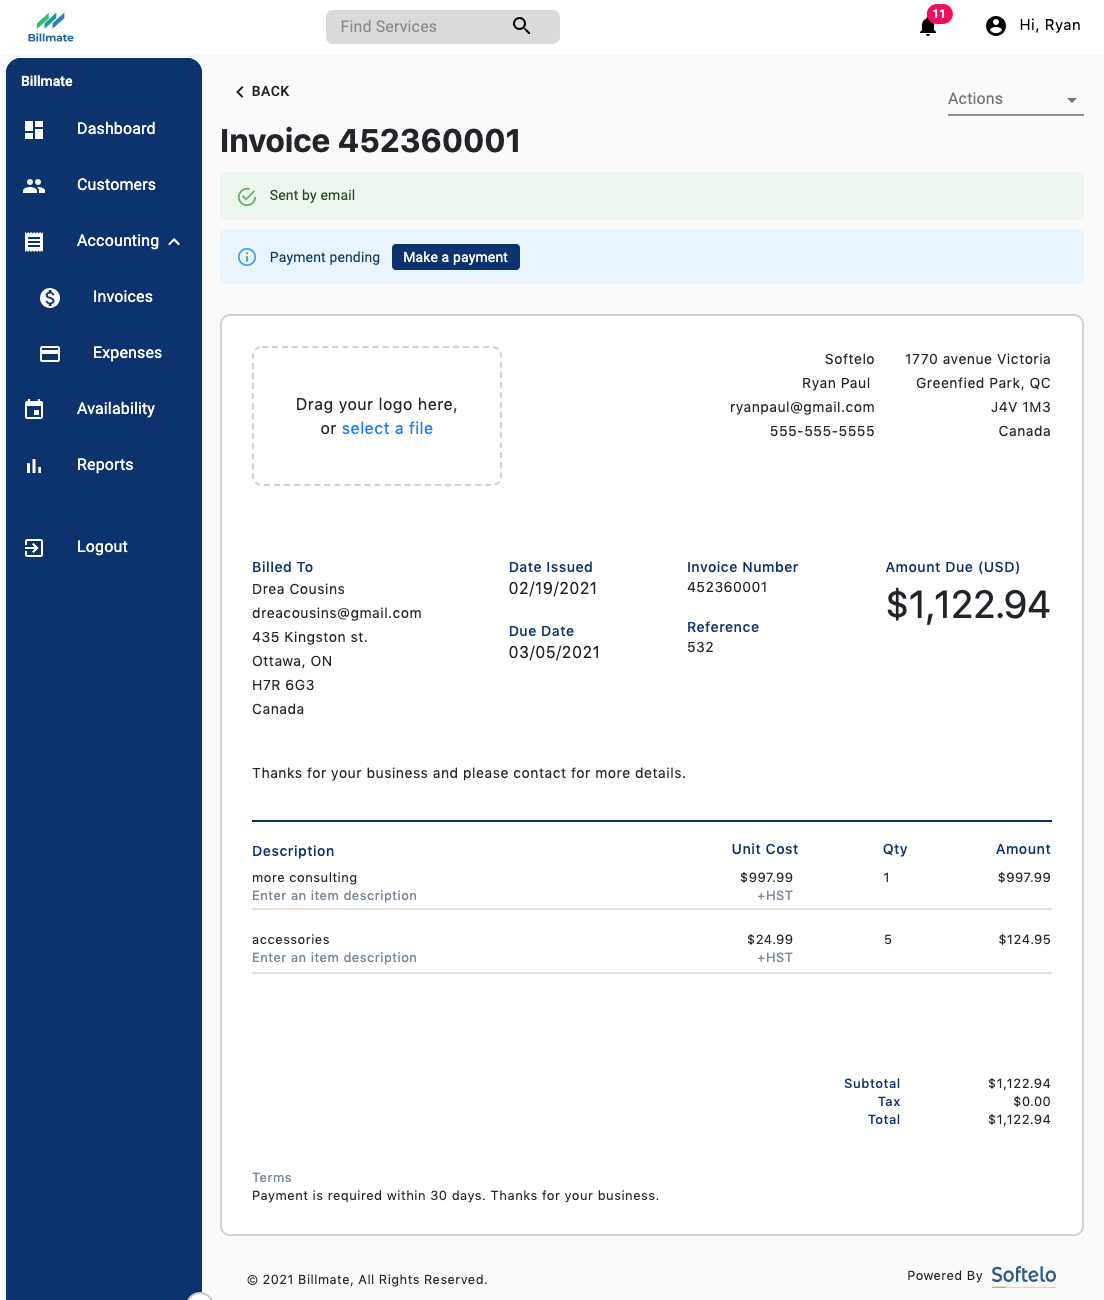 Billmate
Find Services
11
Hi, Ryan
Billmate
Dashboard
Customers
Accounting
Invoices
Expenses
Availability
Reports
Logout
BACK
Actions
Invoice 452360001
Sent by email
Payment pending Make a payment
Drag your logo here,
or select a file
Softelo 1770 avenue Victoria
Ryan Paul Greenfied Park, QC
ryanpaul@gmail.com J4V 1M3
555-555-5555 Canada
Billed To
Drea Cousins
dreacousins@gmail.com
435 Kingston st.
Ottawa, ON
H7R 6G3
Canada
Date Issued
02/19/2021
Due Date
03/05/2021
Invoice Number
452360001
Reference
532
Amount Due (USD)
$1,122.94
Thanks for your business and please contact for more details.
Description Unit Cost Qty Amount
more consulting $997.99 1 $997.99
Enter an item description +HST
accessories $24.99 5 $124.95
Enter an item description +HST
Subtotal $1,122.94
Tax $0.00
Total $1,122.94
Terms
Payment is required within 30 days. Thanks for your business.
© 2021 Billmate, All Rights Reserved.
Powered By Softelo